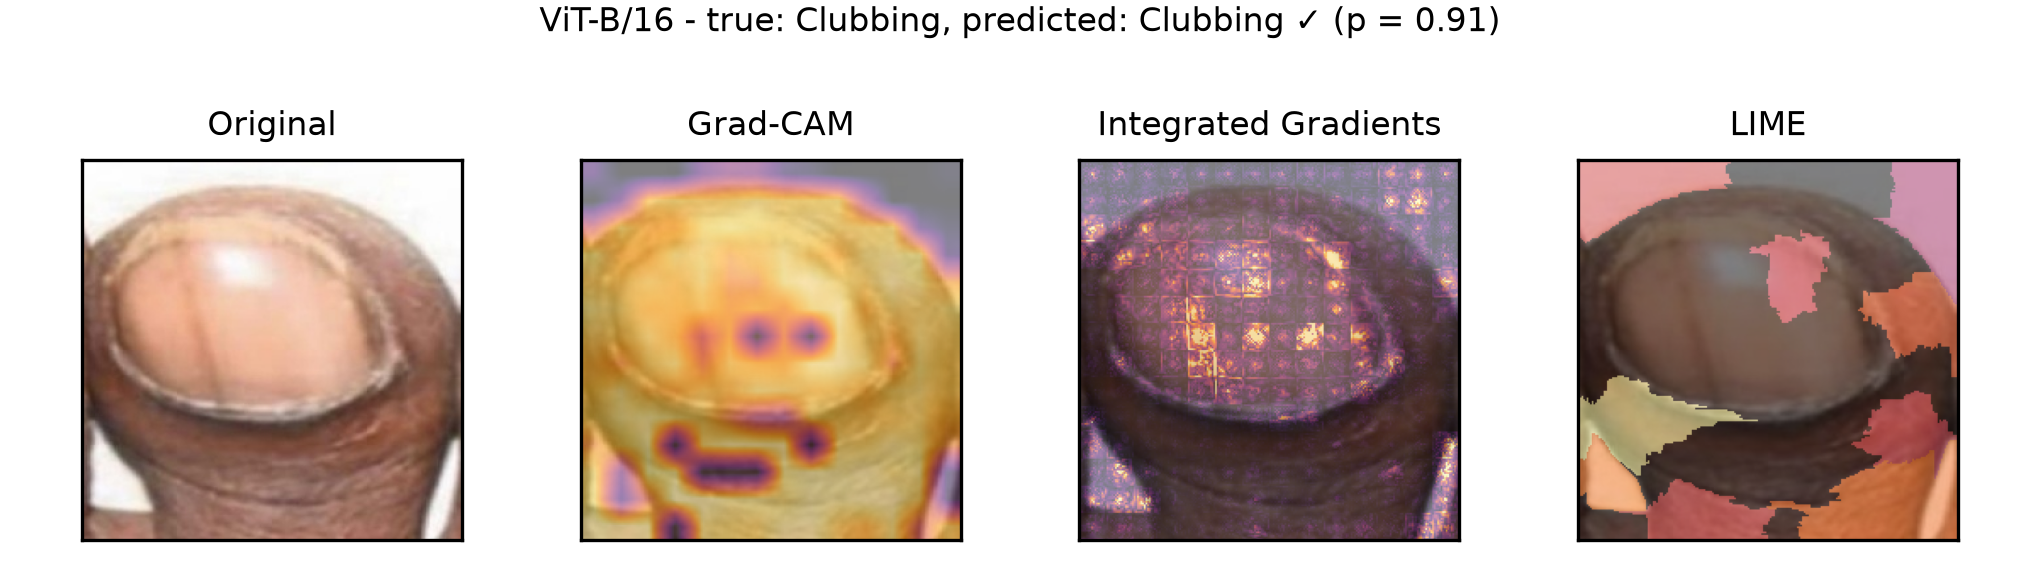 ViT-B/16 - true: Clubbing, predicted: Clubbing ✓ (p = 0.91)
Original
Grad-CAM
Integrated Gradients
LIME